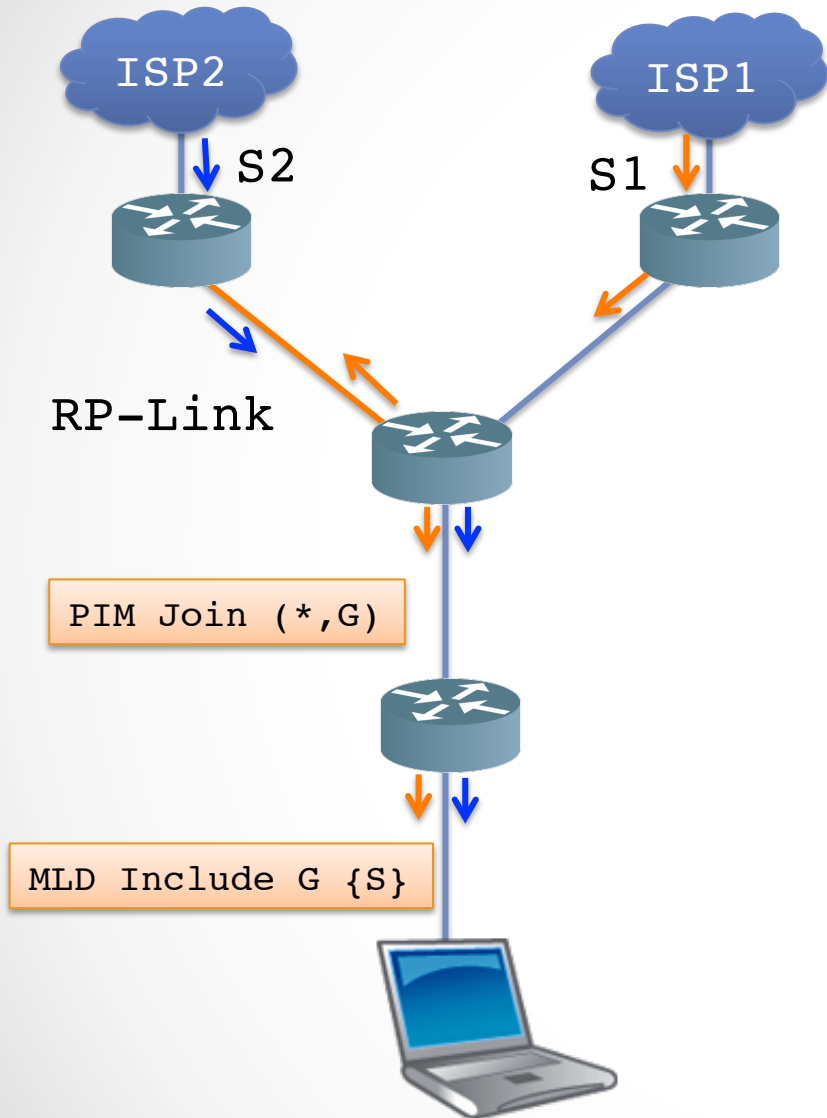 ISP2
ISP1
S2
S1
RP-Link
PIM Join (*,G)
MLD Include G {S}